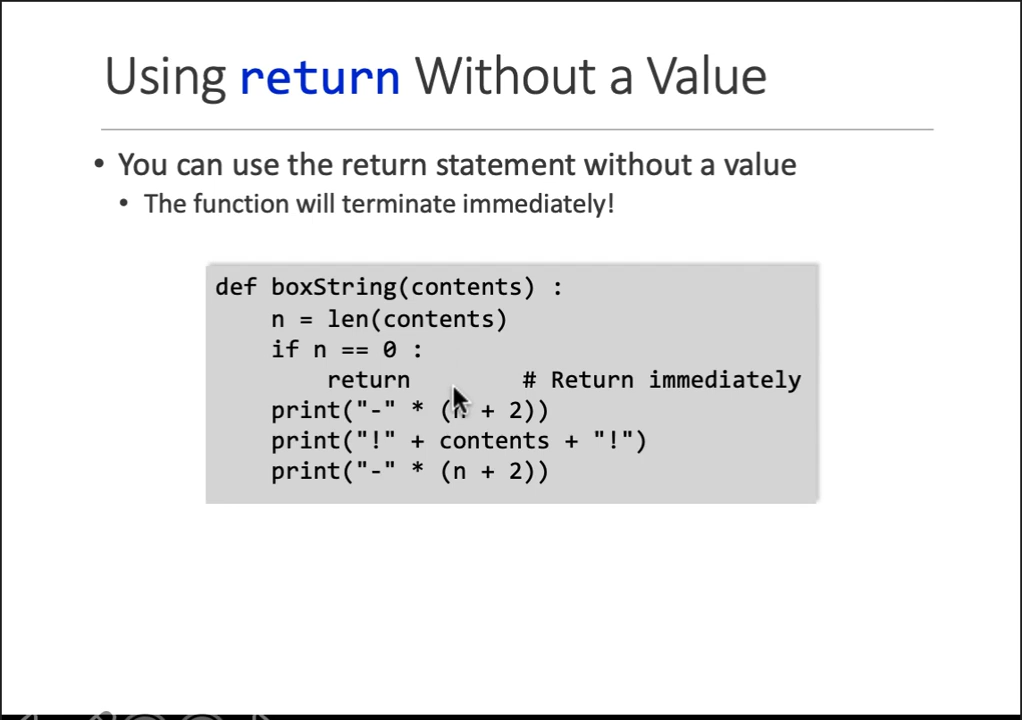 Using return Without a Value
• You can use the return statement without a value
• The function will terminate immediately!
def boxString(contents) :
    n = len(contents)
    if n == 0 :
        return        # Return immediately
    print("-" * (n + 2))
    print("!" + contents + "!")
    print("-" * (n + 2))